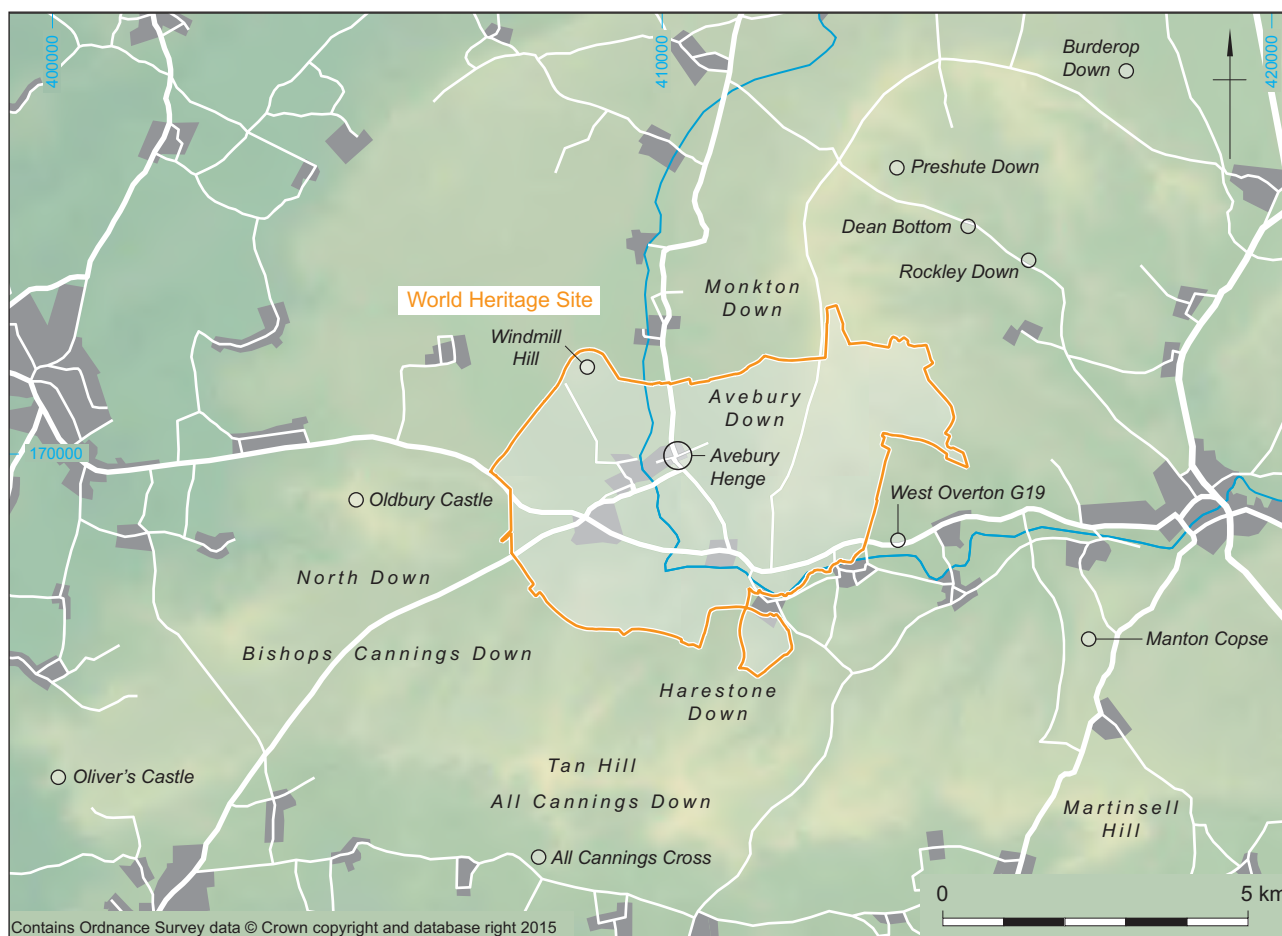 400000
410000
420000
Burderop
Down
Preshute Down
Dean Bottom
Rockley Down
Monkton
Down
World Heritage Site
Windmill
Hill
Avebury
Down
170000
Avebury
Henge
Oldbury Castle
West Overton G19
North Down
Bishops Cannings Down
Manton Copse
Harestone
Down
Oliver's Castle
Tan Hill
All Cannings Down
Martinsell
Hill
All Cannings Cross
0
5 km
Contains Ordnance Survey data © Crown copyright and database right 2015